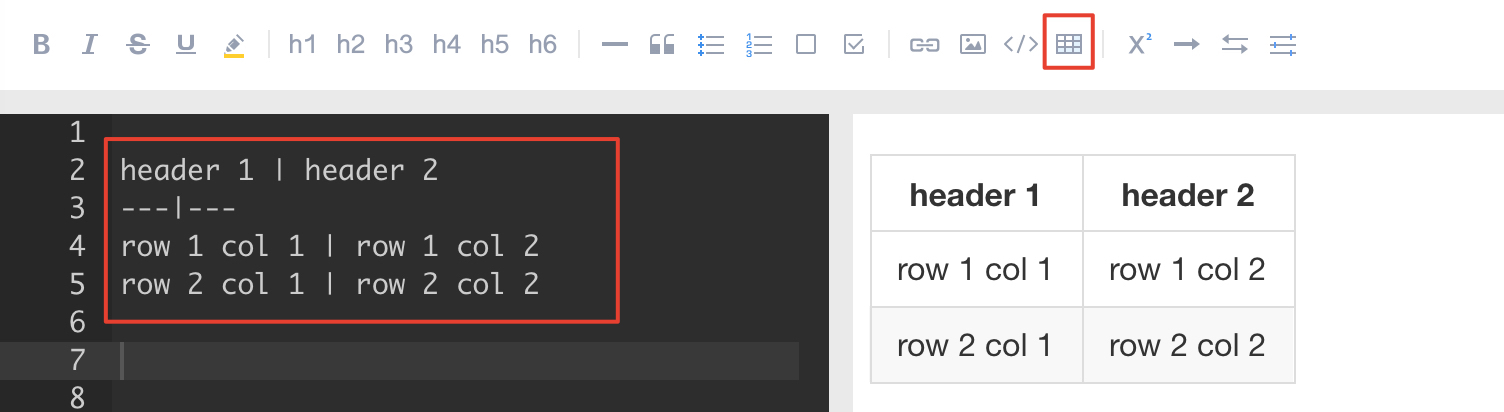 B I S U h1 h2 h3 h4 h5 h6 </> X²
1
2 header 1 | header 2
3 ---|---
4 row 1 col 1 | row 1 col 2
5 row 2 col 1 | row 2 col 2
6
7
8
header 1 header 2
row 1 col 1 row 1 col 2
row 2 col 1 row 2 col 2